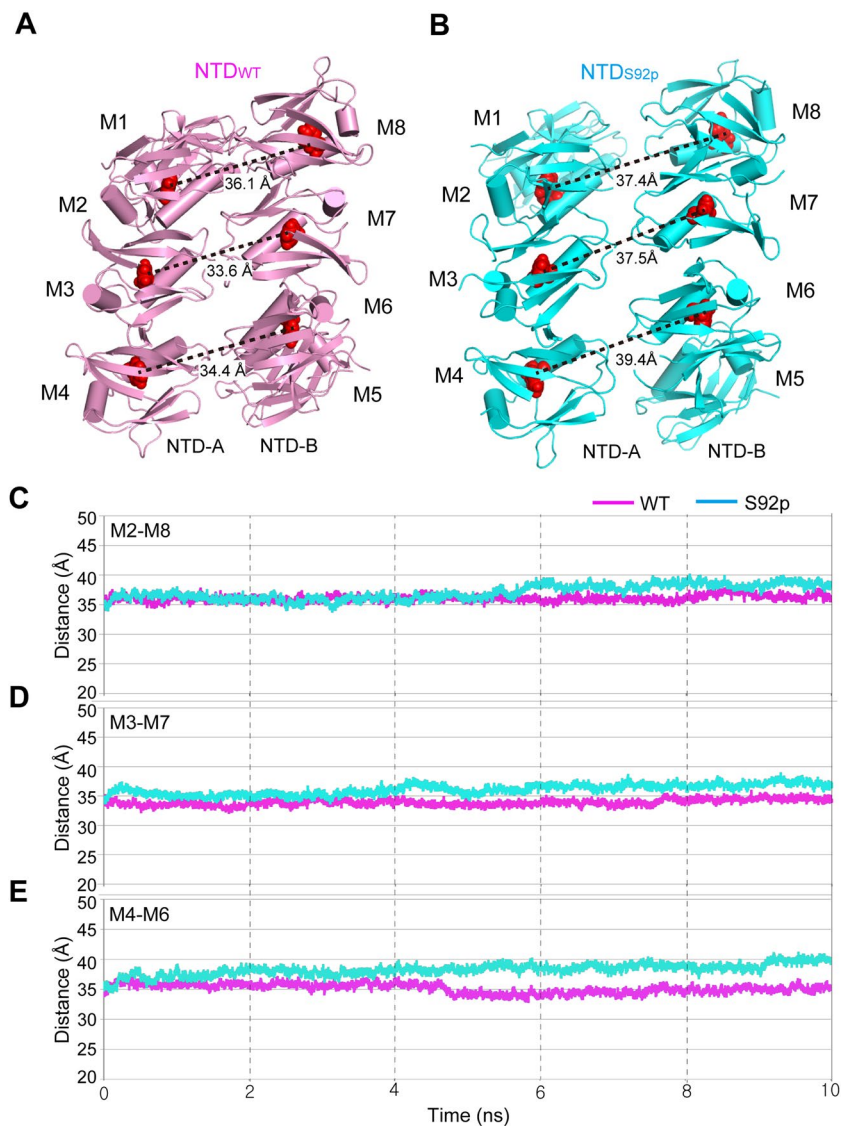 A
B
NTDWT
NTDS92p
M1
M8
M2
M7
M3
M6
M4
M5
36.1 Å
33.6 Å
34.4 Å
NTD-A
NTD-B
M1
M8
M2
M7
M3
M6
M4
M5
37.4Å
37.5Å
39.4Å
NTD-A
NTD-B
C
WT
S92p
M2-M8
Distance (Å)
50
45
40
35
30
25
20
D
M3-M7
Distance (Å)
50
45
40
35
30
25
20
E
M4-M6
Distance (Å)
50
45
40
35
30
25
20
0
2
4
6
8
10
Time (ns)